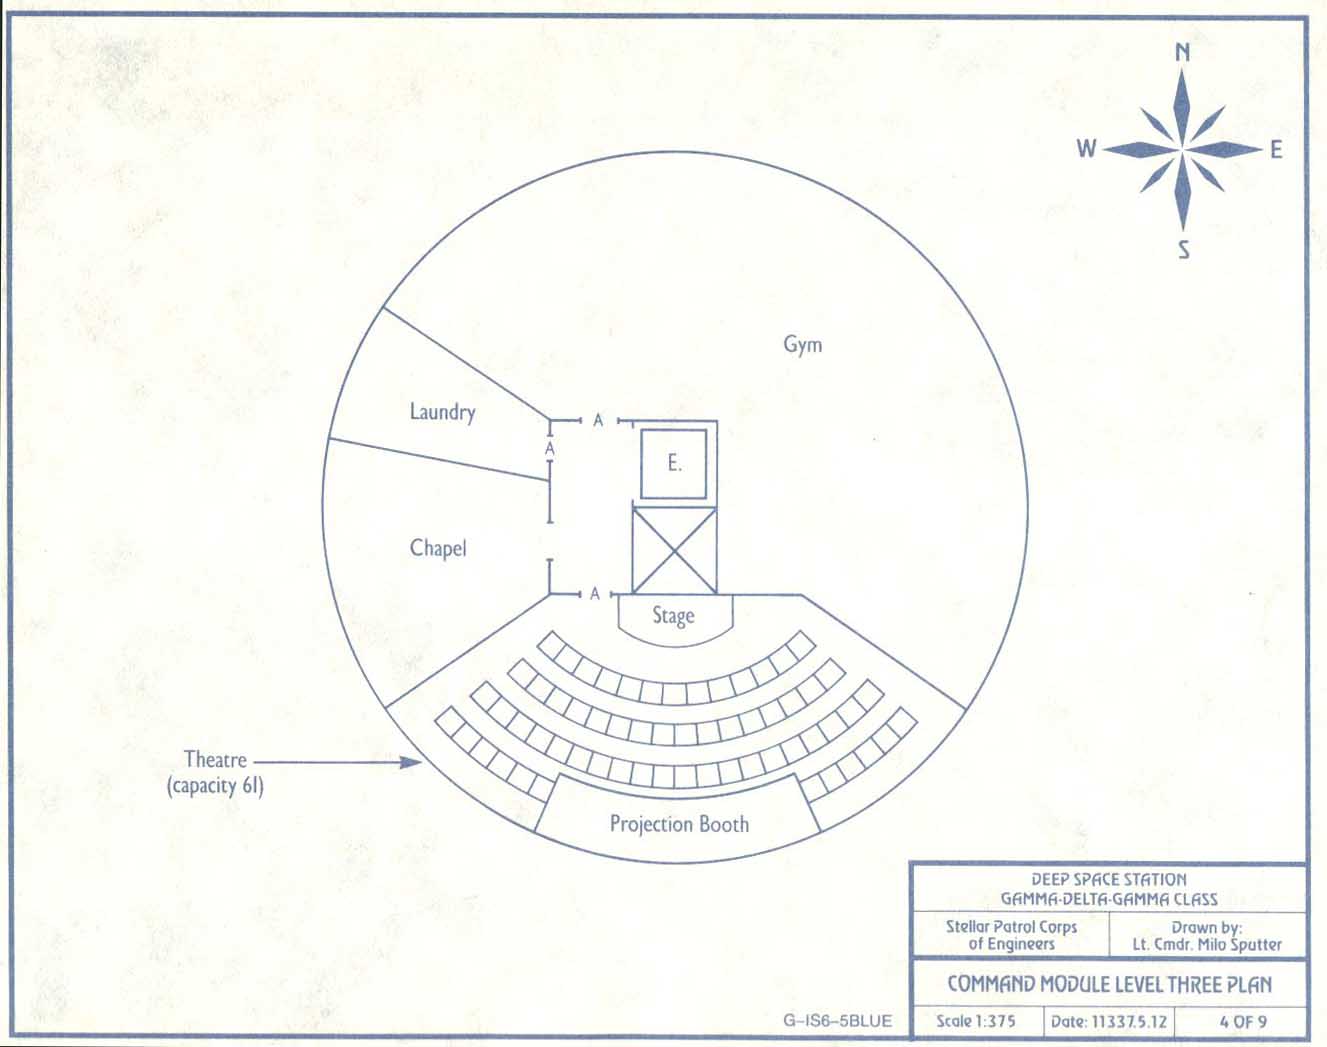 N
W
E
S
Gym
Laundry
A
A
E.
Chapel
A
Stage
Theatre
(capacity 61)
Projection Booth
DEEP SPACE STATION
GAMMA-DELTA-GAMMA CLASS
Stellar Patrol Corps
of Engineers
Drawn by:
Lt. Cmdr. Milo Sputter
COMMAND MODULE LEVEL THREE PLAN
G-IS6-5BLUE
Scale 1:375
Date: 11337.5.12
4 OF 9